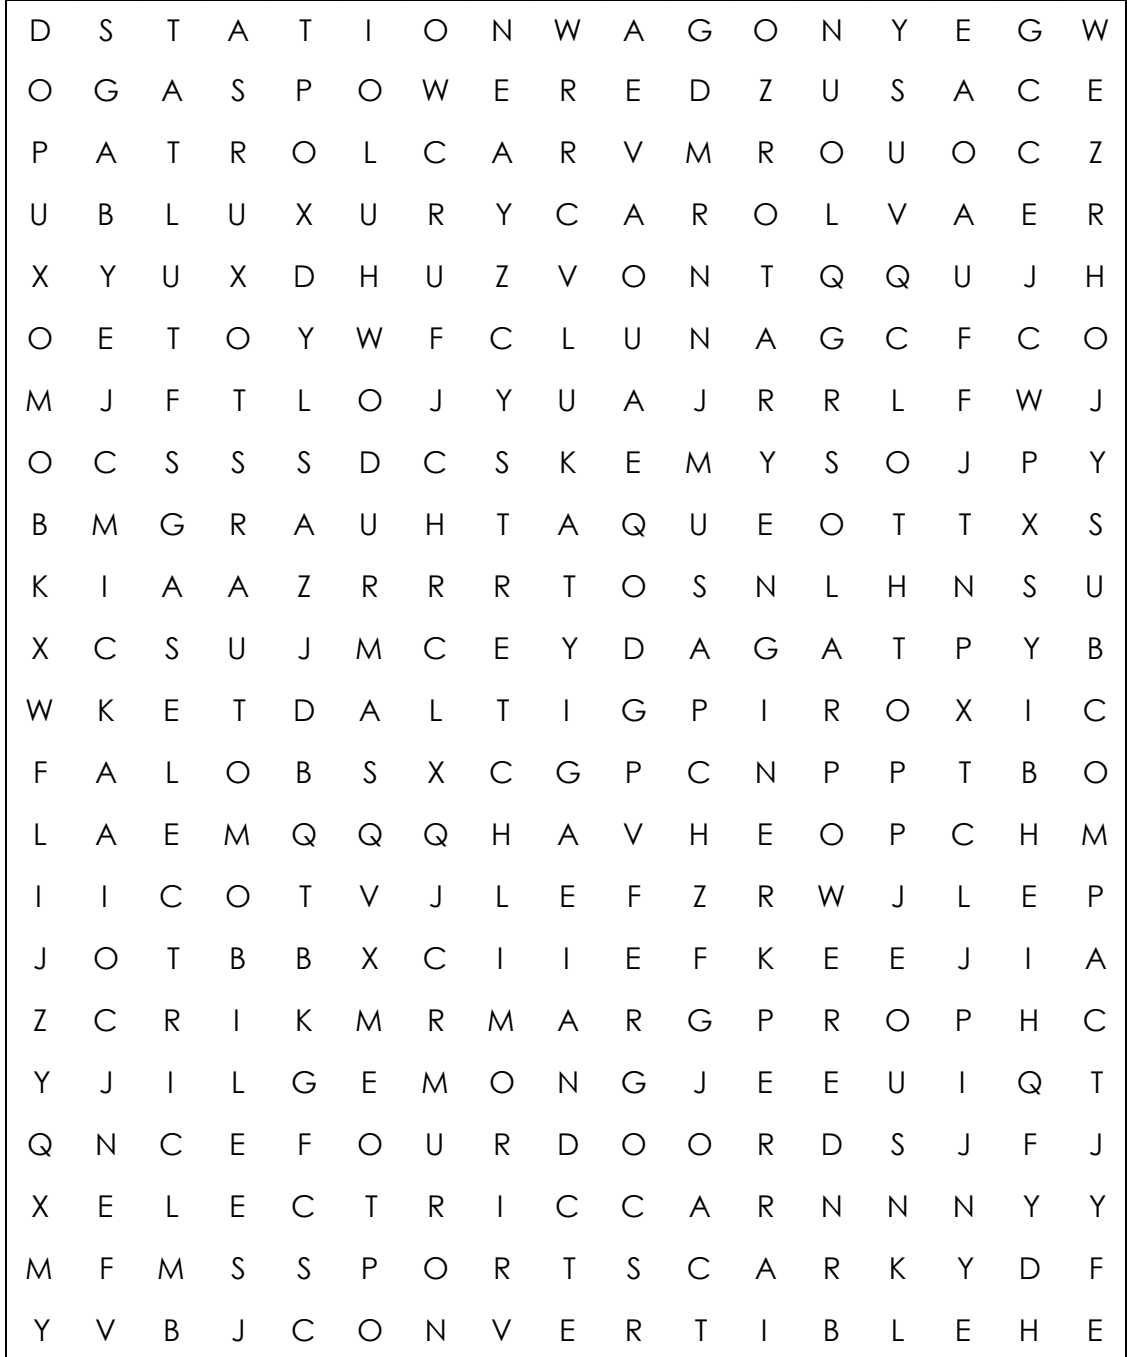 D S T A T I O N W A G O N Y E G W
O G A S P O W E R E D Z U S A C E
P A T R O L C A R V M R O U O C Z
U B L U X U R Y C A R O L V A E R
X Y U X D H U Z V O N T Q Q U J H
O E T O Y W F C L U N A G C F C O
M J F T L O J Y U A J R R L F W J
O C S S S D C S K E M Y S O J P Y
B M G R A U H T A Q U E O T T X S
K I A A Z R R R T O S N L H N S U
X C S U J M C E Y D A G A T P Y B
W K E T D A L T I G P I R O X I C
F A L O B S X C G P C N P P T B O
L A E M Q Q Q H A V H E O P C H M
I I C O T V J L E F Z R W J L E P
J O T B B X C I I E F K E E J I A
Z C R I K M R M A R G P R O P H C
Y J I L G E M O N G J E E U I Q T
Q N C E F O U R D O O R D S J F J
X E L E C T R I C C A R N N N Y Y
M F M S S P O R T S C A R K Y D F
Y V B J C O N V E R T I B L E H E